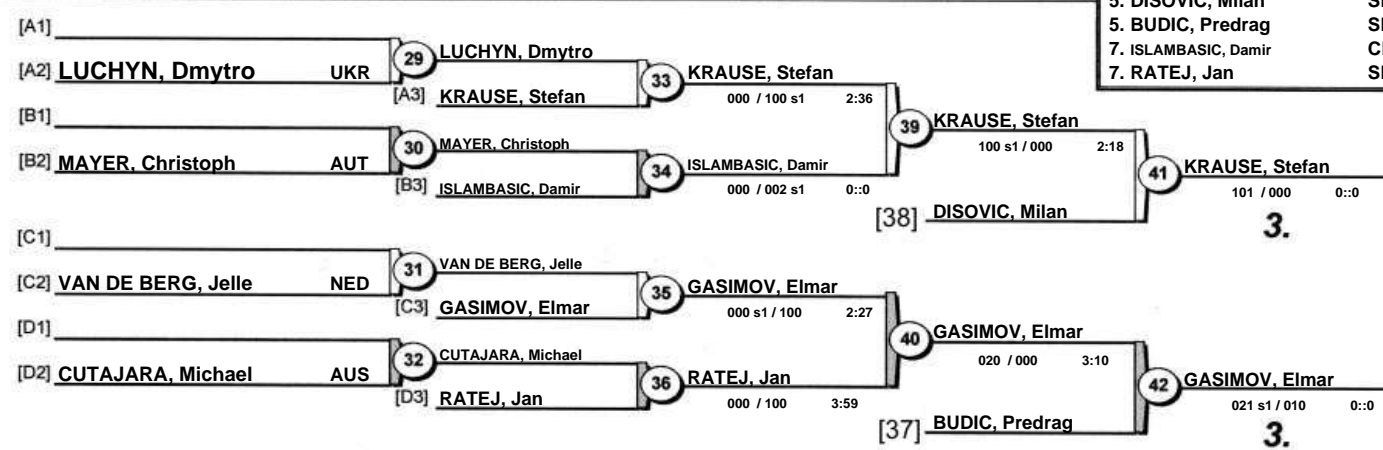 5. DISOVIC, Milan
5. BUDIC, Predrag
7. ISLAMBASIC, Damir
7. RATEJ, Jan
[A1]
[A2] LUCHYN, Dmytro UKR
29 LUCHYN, Dmytro
[A3] KRAUSE, Stefan
33 KRAUSE, Stefan
000 / 100 s1 2:36
[B1]
[B2] MAYER, Christoph AUT
30 MAYER, Christoph
[B3] ISLAMBASIC, Damir
34 ISLAMBASIC, Damir
000 / 002 s1 0::0
39 KRAUSE, Stefan
100 s1 / 000 2:18
[38] DISOVIC, Milan
41 KRAUSE, Stefan
101 / 000 0::0
3.
[C1]
[C2] VAN DE BERG, Jelle NED
31 VAN DE BERG, Jelle
[C3] GASIMOV, Elmar
35 GASIMOV, Elmar
000 s1 / 100 2:27
[D1]
[D2] CUTAJARA, Michael AUS
32 CUTAJARA, Michael
[D3] RATEJ, Jan
36 RATEJ, Jan
000 / 100 3:59
40 GASIMOV, Elmar
020 / 000 3:10
[37] BUDIC, Predrag
42 GASIMOV, Elmar
021 s1 / 010 0::0
3.